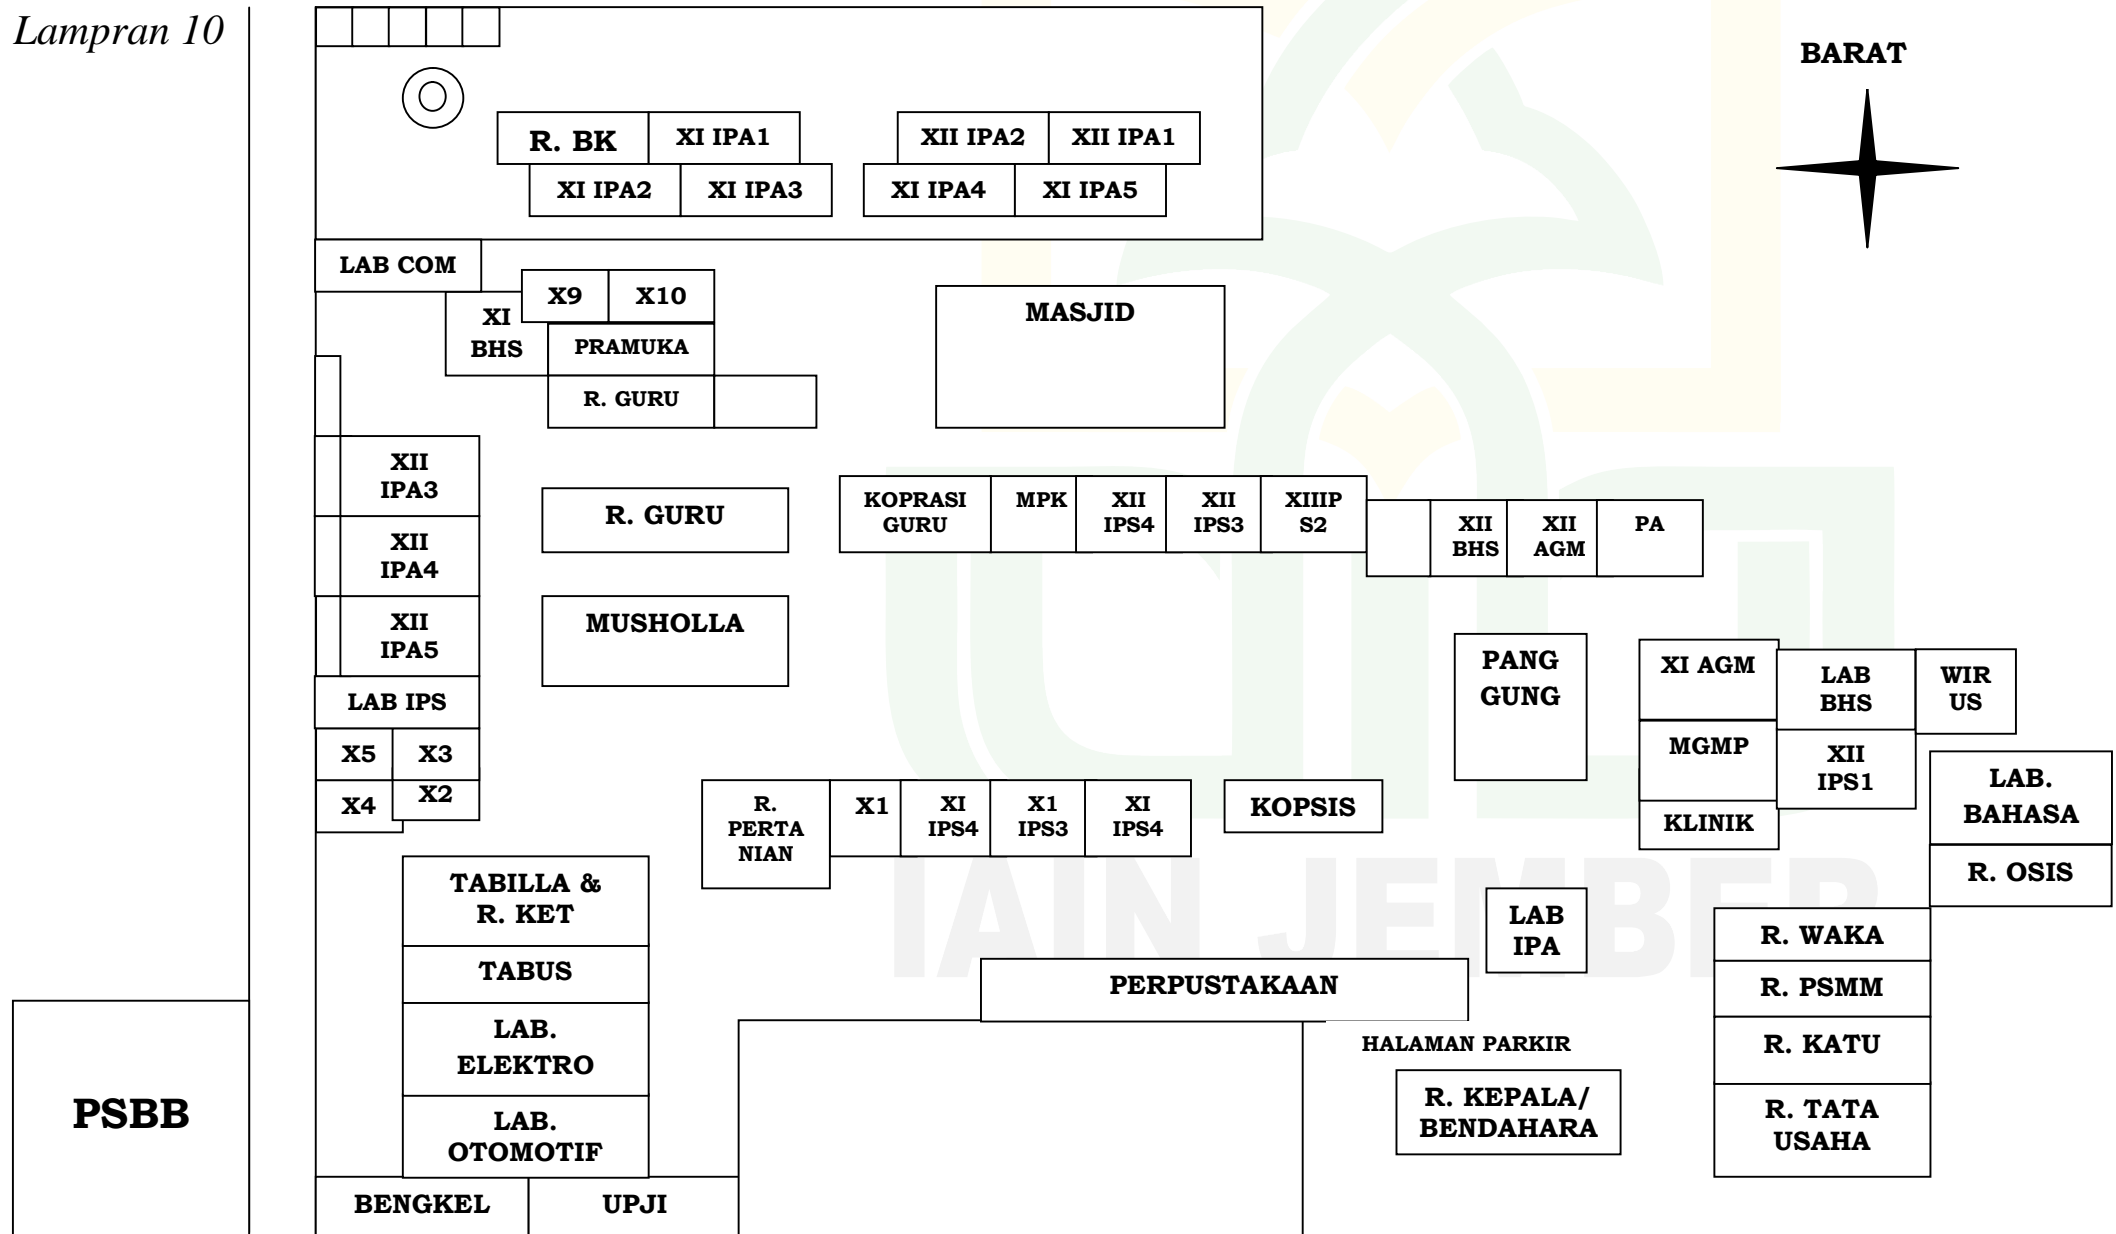 Lampran 10
BARAT
R. BK
XI IPA1
XII IPA2
XII IPA1
XI IPA2
XI IPA3
XI IPA4
XI IPA5
LAB COM
X9
X10
XI
BHS
PRAMUKA
R. GURU
MASJID
XII
IPA3
XII
IPA4
XII
IPA5
LAB IPS
X5
X3
X4
X2
R. GURU
MUSHOLLA
KOPRASI
GURU
MPK
XII
IPS4
XII
IPS3
XIIIP
S2
XII
BHS
XII
AGM
PA
PANG
GUNG
XI AGM
MGMP
KLINIK
LAB
BHS
XII
IPS1
WIR
US
LAB.
BAHASA
R. OSIS
R.
PERTA
NIAN
X1
XI
IPS4
X1
IPS3
XI
IPS4
KOPSIS
TABILLA &
R. KET
TABUS
LAB.
ELEKTRO
LAB.
OTOMOTIF
BENGKEL
UPJI
PSBB
LAB
IPA
PERPUSTAKAAN
HALAMAN PARKIR
R. KEPALA/
BENDAHARA
R. WAKA
R. PSMM
R. KATU
R. TATA
USAHA
IAIN JEMBER